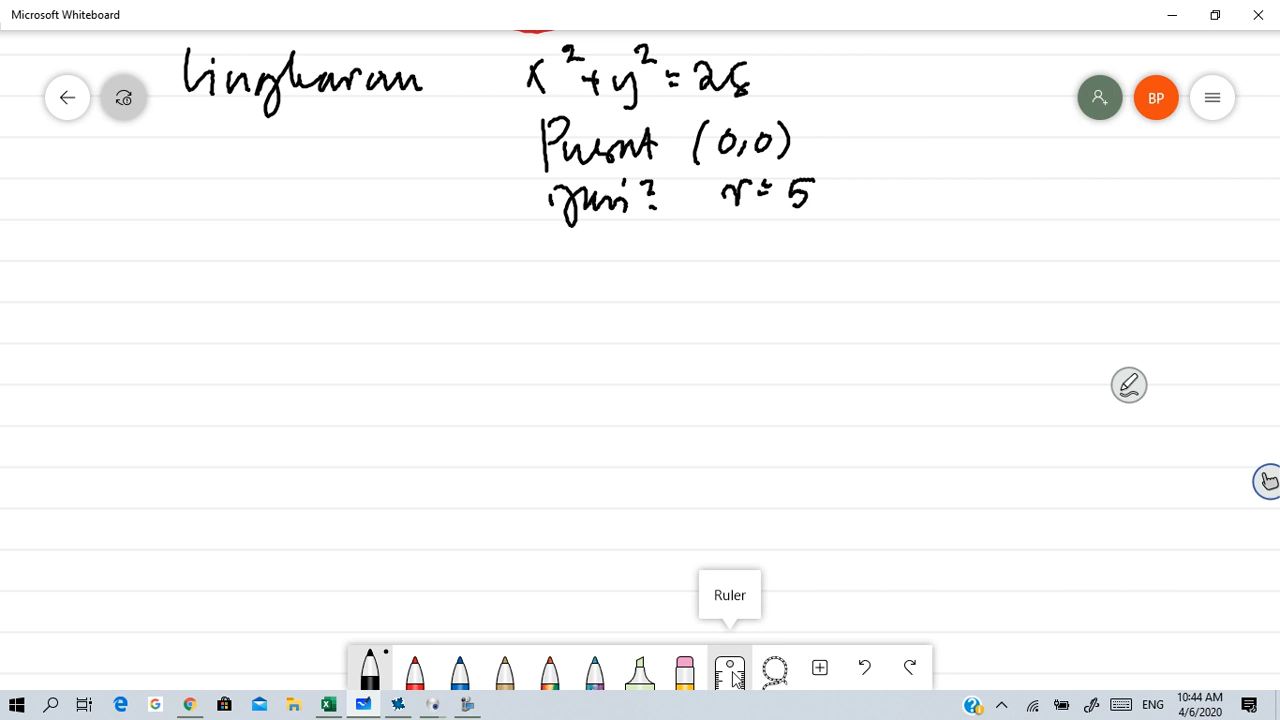 Microsoft Whiteboard
lingkaran x²+y²=25
Pusat (0,0)
jari² r=5
BP
Ruler
10:44 AM
ENG
4/6/2020